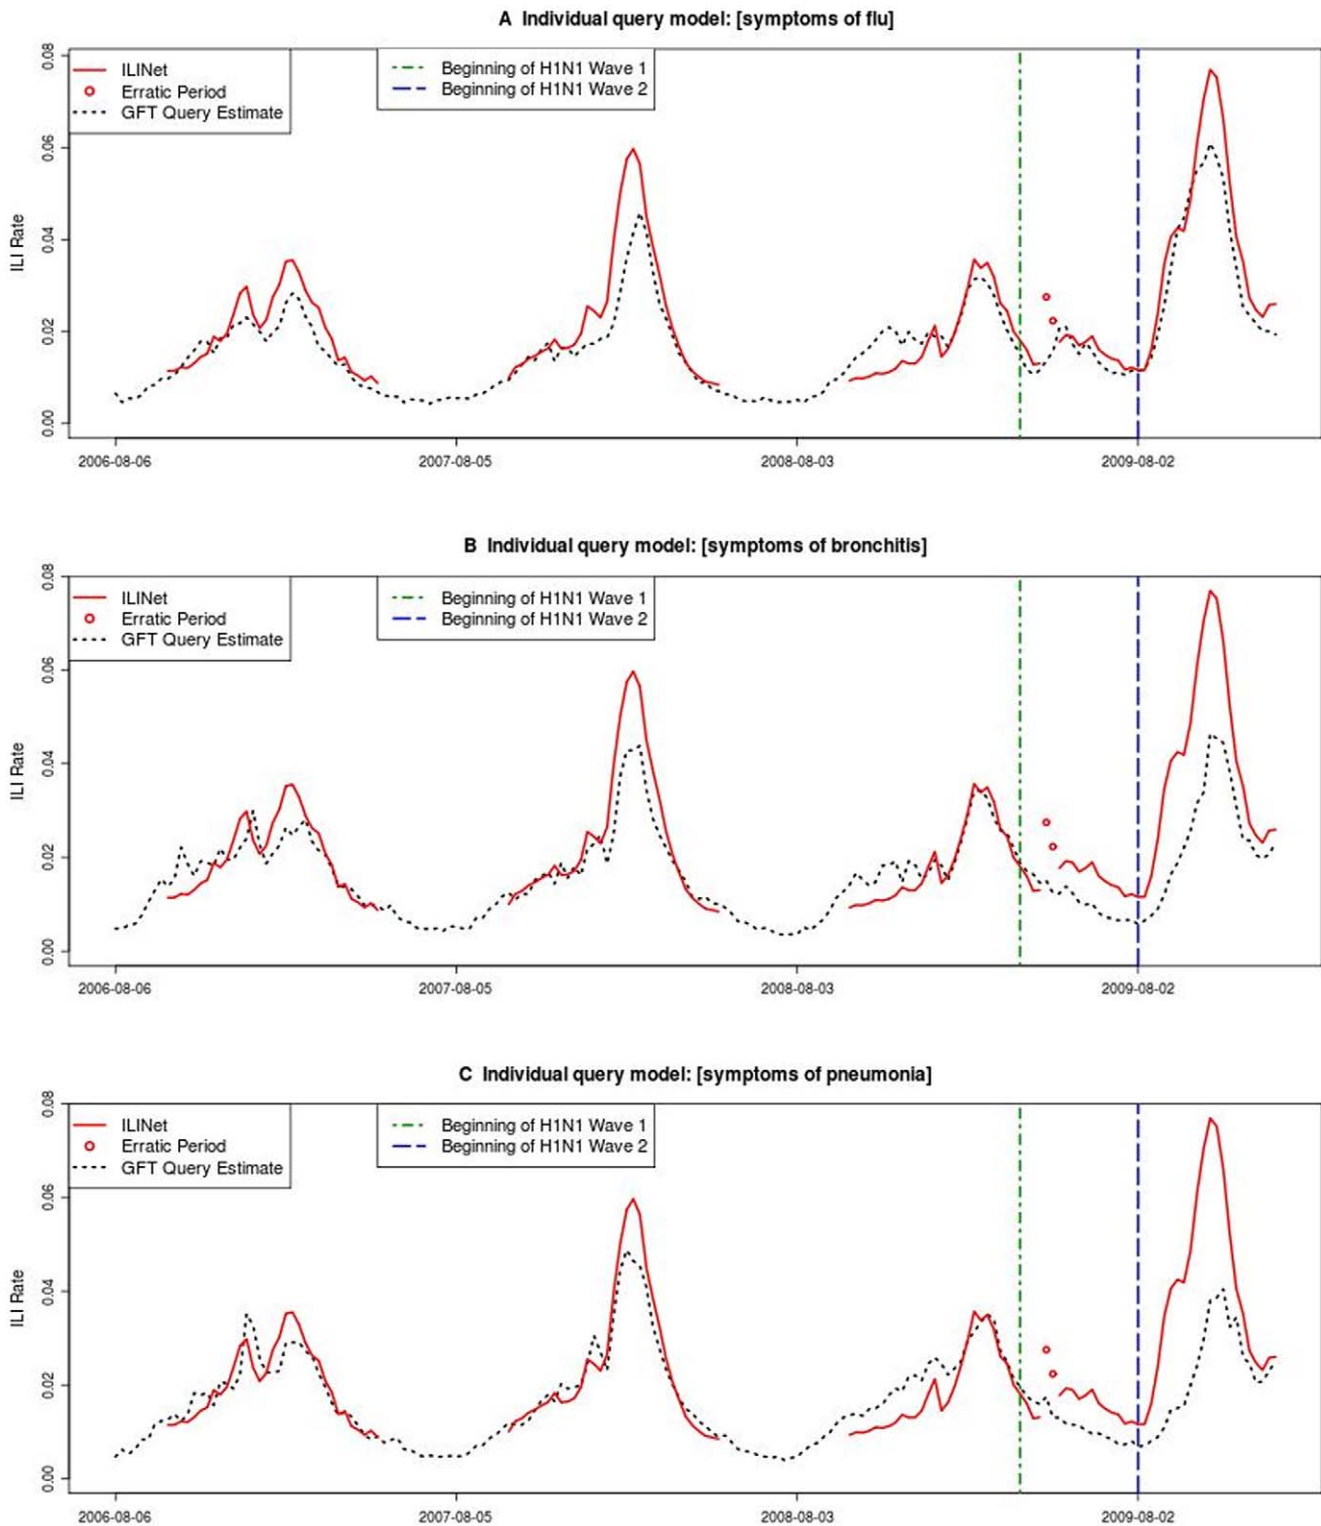 A Individual query model: [symptoms of flu]
ILINet
Erratic Period
GFT Query Estimate
Beginning of H1N1 Wave 1
Beginning of H1N1 Wave 2
ILI Rate
0.08
0.06
0.04
0.02
0.00
2006-08-06 2007-08-05 2008-08-03 2009-08-02
B Individual query model: [symptoms of bronchitis]
ILINet
Erratic Period
GFT Query Estimate
Beginning of H1N1 Wave 1
Beginning of H1N1 Wave 2
ILI Rate
0.08
0.06
0.04
0.02
0.00
2006-08-06 2007-08-05 2008-08-03 2009-08-02
C Individual query model: [symptoms of pneumonia]
ILINet
Erratic Period
GFT Query Estimate
Beginning of H1N1 Wave 1
Beginning of H1N1 Wave 2
ILI Rate
0.08
0.06
0.04
0.02
0.00
2006-08-06 2007-08-05 2008-08-03 2009-08-02